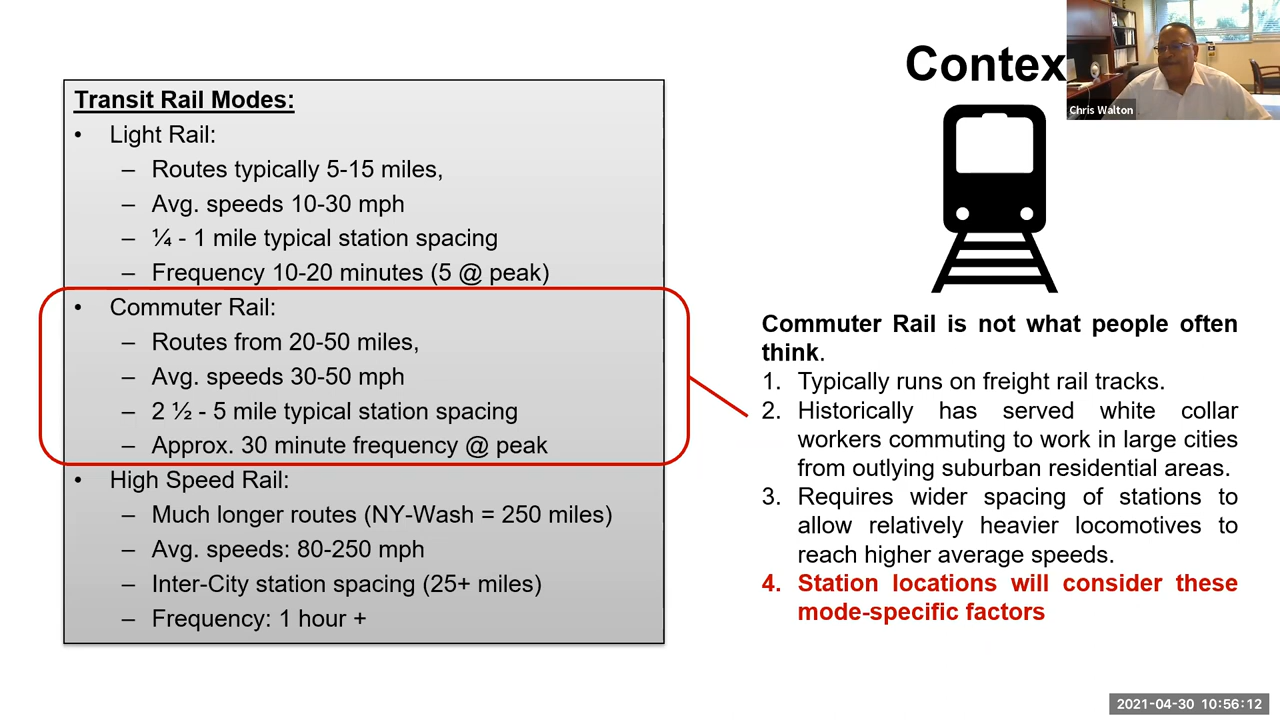 Contex
Chris Walton
Transit Rail Modes:
• Light Rail:
– Routes typically 5-15 miles,
– Avg. speeds 10-30 mph
– ¼ - 1 mile typical station spacing
– Frequency 10-20 minutes (5 @ peak)
• Commuter Rail:
– Routes from 20-50 miles,
– Avg. speeds 30-50 mph
– 2 ½ - 5 mile typical station spacing
– Approx. 30 minute frequency @ peak
• High Speed Rail:
– Much longer routes (NY-Wash = 250 miles)
– Avg. speeds: 80-250 mph
– Inter-City station spacing (25+ miles)
– Frequency: 1 hour +
Commuter Rail is not what people often
think.
1. Typically runs on freight rail tracks.
2. Historically has served white collar
workers commuting to work in large cities
from outlying suburban residential areas.
3. Requires wider spacing of stations to
allow relatively heavier locomotives to
reach higher average speeds.
4. Station locations will consider these
mode-specific factors
2021-04-30 10:56:12